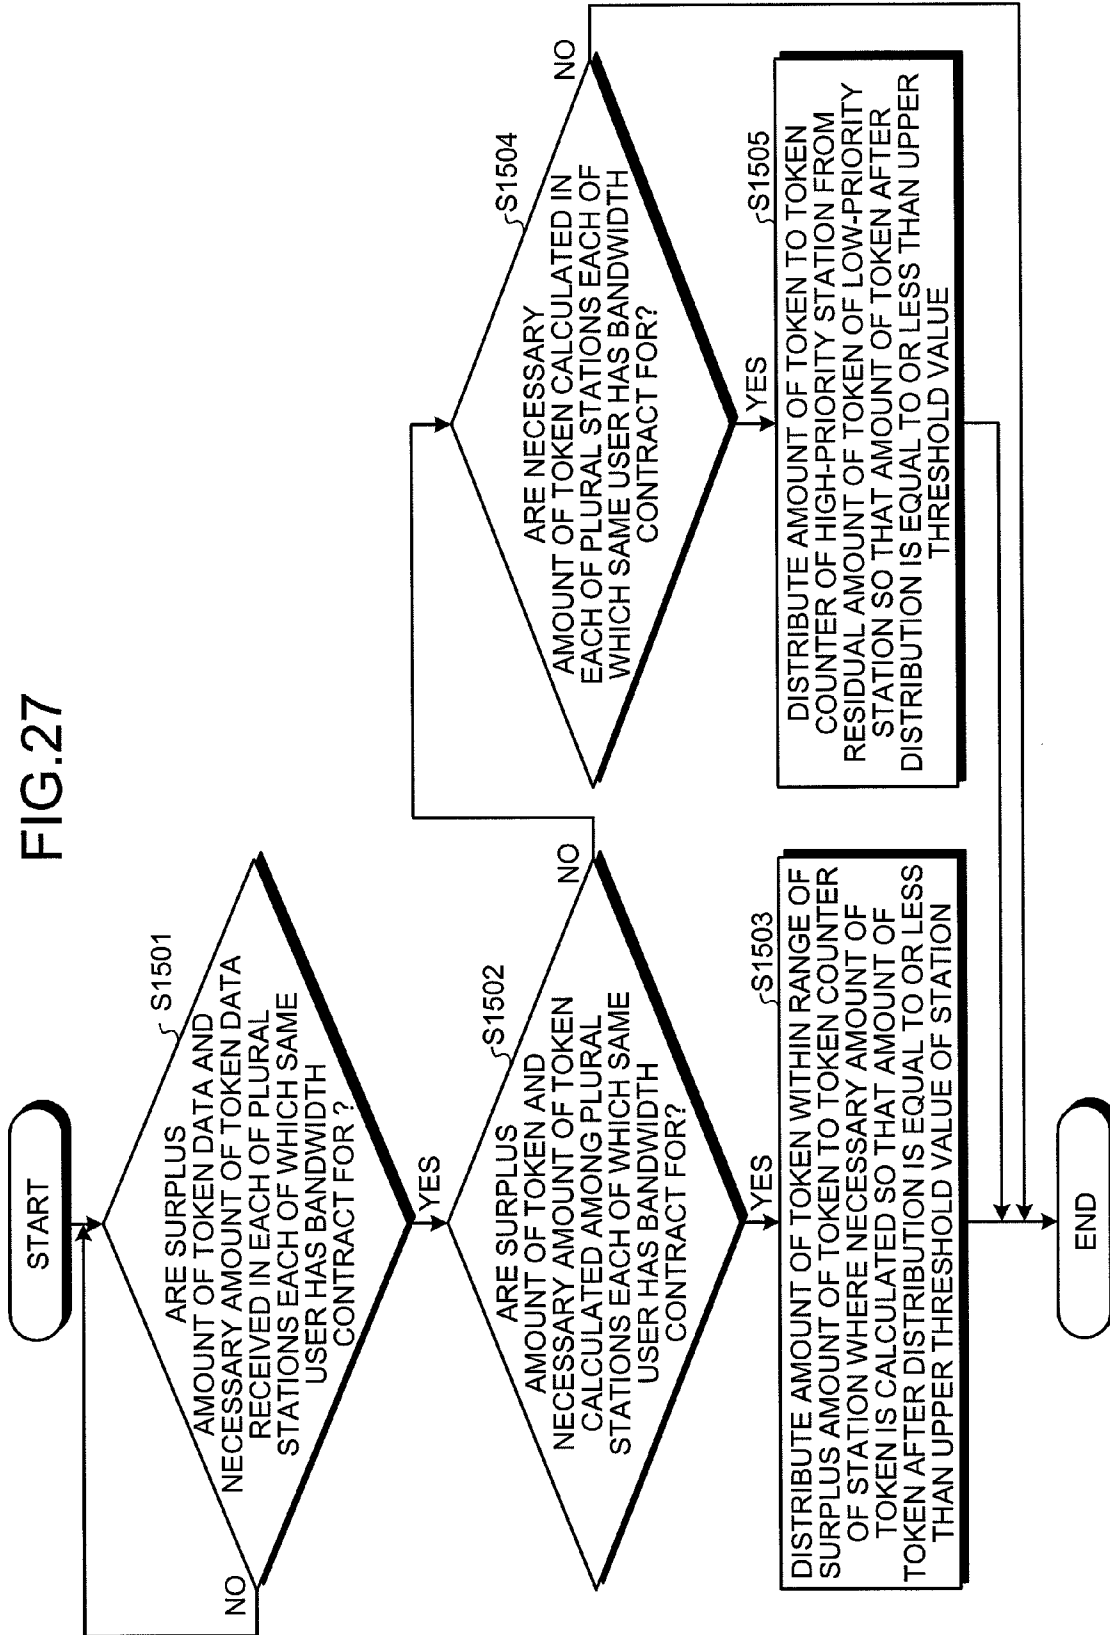 FIG.27
START
S1501
ARE SURPLUS
AMOUNT OF TOKEN DATA AND
NECESSARY AMOUNT OF TOKEN DATA
RECEIVED IN EACH OF PLURAL
STATIONS EACH OF WHICH SAME
USER HAS BANDWIDTH
CONTRACT FOR ?
NO
YES
S1502
ARE SURPLUS
AMOUNT OF TOKEN AND
NECESSARY AMOUNT OF TOKEN
CALCULATED AMONG PLURAL
STATIONS EACH OF WHICH SAME
USER HAS BANDWIDTH
CONTRACT FOR?
NO
YES
S1503
DISTRIBUTE AMOUNT OF TOKEN WITHIN RANGE OF
SURPLUS AMOUNT OF TOKEN TO TOKEN COUNTER
OF STATION WHERE NECESSARY AMOUNT OF
TOKEN IS CALCULATED SO THAT AMOUNT OF
TOKEN AFTER DISTRIBUTION IS EQUAL TO OR LESS
THAN UPPER THRESHOLD VALUE OF STATION
S1504
ARE NECESSARY
AMOUNT OF TOKEN CALCULATED IN
EACH OF PLURAL STATIONS EACH OF
WHICH SAME USER HAS BANDWIDTH
CONTRACT FOR?
NO
YES
S1505
DISTRIBUTE AMOUNT OF TOKEN TO TOKEN
COUNTER OF HIGH-PRIORITY STATION FROM
RESIDUAL AMOUNT OF TOKEN OF LOW-PRIORITY
STATION SO THAT AMOUNT OF TOKEN AFTER
DISTRIBUTION IS EQUAL TO OR LESS THAN UPPER
THRESHOLD VALUE
END